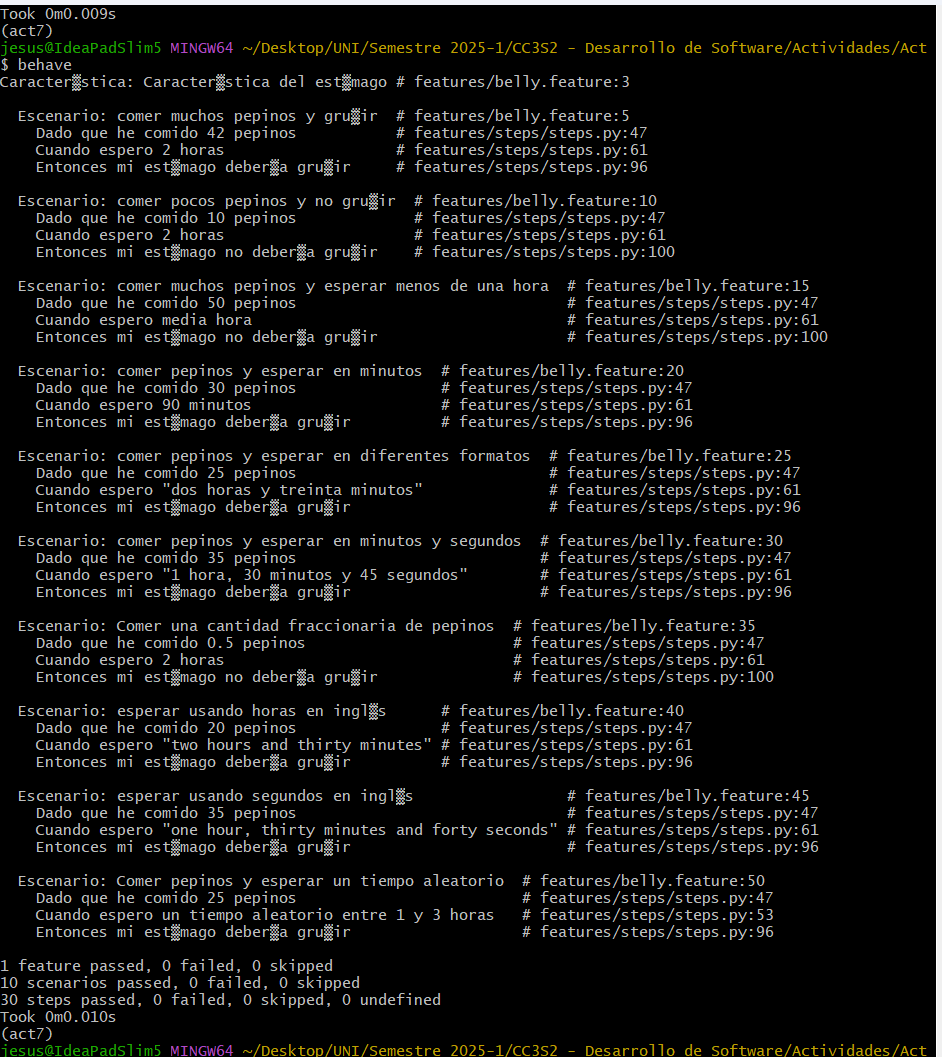 Took 0m0.009s
(act7)
jesus@IdeaPadSlim5 MINGW64 ~/Desktop/UNI/Semestre 2025-1/CC3S2 - Desarrollo de Software/Actividades/Act
$ behave
Caracter▒stica: Caracter▒stica del est▒mago # features/belly.feature:3
Escenario: comer muchos pepinos y gru▒ir # features/belly.feature:5
Dado que he comido 42 pepinos # features/steps/steps.py:47
Cuando espero 2 horas # features/steps/steps.py:61
Entonces mi est▒mago deber▒a gru▒ir # features/steps/steps.py:96
Escenario: comer pocos pepinos y no gru▒ir # features/belly.feature:10
Dado que he comido 10 pepinos # features/steps/steps.py:47
Cuando espero 2 horas # features/steps/steps.py:61
Entonces mi est▒mago no deber▒a gru▒ir # features/steps/steps.py:100
Escenario: comer muchos pepinos y esperar menos de una hora # features/belly.feature:15
Dado que he comido 50 pepinos # features/steps/steps.py:47
Cuando espero media hora # features/steps/steps.py:61
Entonces mi est▒mago no deber▒a gru▒ir # features/steps/steps.py:100
Escenario: comer pepinos y esperar en minutos # features/belly.feature:20
Dado que he comido 30 pepinos # features/steps/steps.py:47
Cuando espero 90 minutos # features/steps/steps.py:61
Entonces mi est▒mago deber▒a gru▒ir # features/steps/steps.py:96
Escenario: comer pepinos y esperar en diferentes formatos # features/belly.feature:25
Dado que he comido 25 pepinos # features/steps/steps.py:47
Cuando espero "dos horas y treinta minutos" # features/steps/steps.py:61
Entonces mi est▒mago deber▒a gru▒ir # features/steps/steps.py:96
Escenario: comer pepinos y esperar en minutos y segundos # features/belly.feature:30
Dado que he comido 35 pepinos # features/steps/steps.py:47
Cuando espero "1 hora, 30 minutos y 45 segundos" # features/steps/steps.py:61
Entonces mi est▒mago deber▒a gru▒ir # features/steps/steps.py:96
Escenario: Comer una cantidad fraccionaria de pepinos # features/belly.feature:35
Dado que he comido 0.5 pepinos # features/steps/steps.py:47
Cuando espero 2 horas # features/steps/steps.py:61
Entonces mi est▒mago no deber▒a gru▒ir # features/steps/steps.py:100
Escenario: esperar usando horas en ingl▒s # features/belly.feature:40
Dado que he comido 20 pepinos # features/steps/steps.py:47
Cuando espero "two hours and thirty minutes" # features/steps/steps.py:61
Entonces mi est▒mago deber▒a gru▒ir # features/steps/steps.py:96
Escenario: esperar usando segundos en ingl▒s # features/belly.feature:45
Dado que he comido 35 pepinos # features/steps/steps.py:47
Cuando espero "one hour, thirty minutes and forty seconds" # features/steps/steps.py:61
Entonces mi est▒mago deber▒a gru▒ir # features/steps/steps.py:96
Escenario: Comer pepinos y esperar un tiempo aleatorio # features/belly.feature:50
Dado que he comido 25 pepinos # features/steps/steps.py:47
Cuando espero un tiempo aleatorio entre 1 y 3 horas # features/steps/steps.py:53
Entonces mi est▒mago deber▒a gru▒ir # features/steps/steps.py:96
1 feature passed, 0 failed, 0 skipped
10 scenarios passed, 0 failed, 0 skipped
30 steps passed, 0 failed, 0 skipped, 0 undefined
Took 0m0.010s
(act7)
jesus@IdeaPadSlim5 MINGW64 ~/Desktop/UNI/Semestre 2025-1/CC3S2 - Desarrollo de Software/Actividades/Act